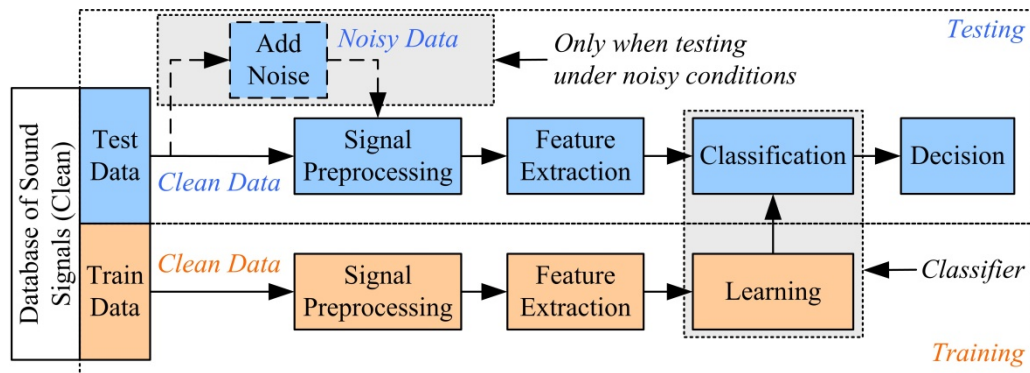 Testing
Add
Noise
Noisy Data
Only when testing
under noisy conditions
Database of Sound
Signals (Clean)
Test
Data
Clean Data
Signal
Preprocessing
Feature
Extraction
Classification
Decision
Train
Data
Clean Data
Signal
Preprocessing
Feature
Extraction
Learning
Classifier
Training